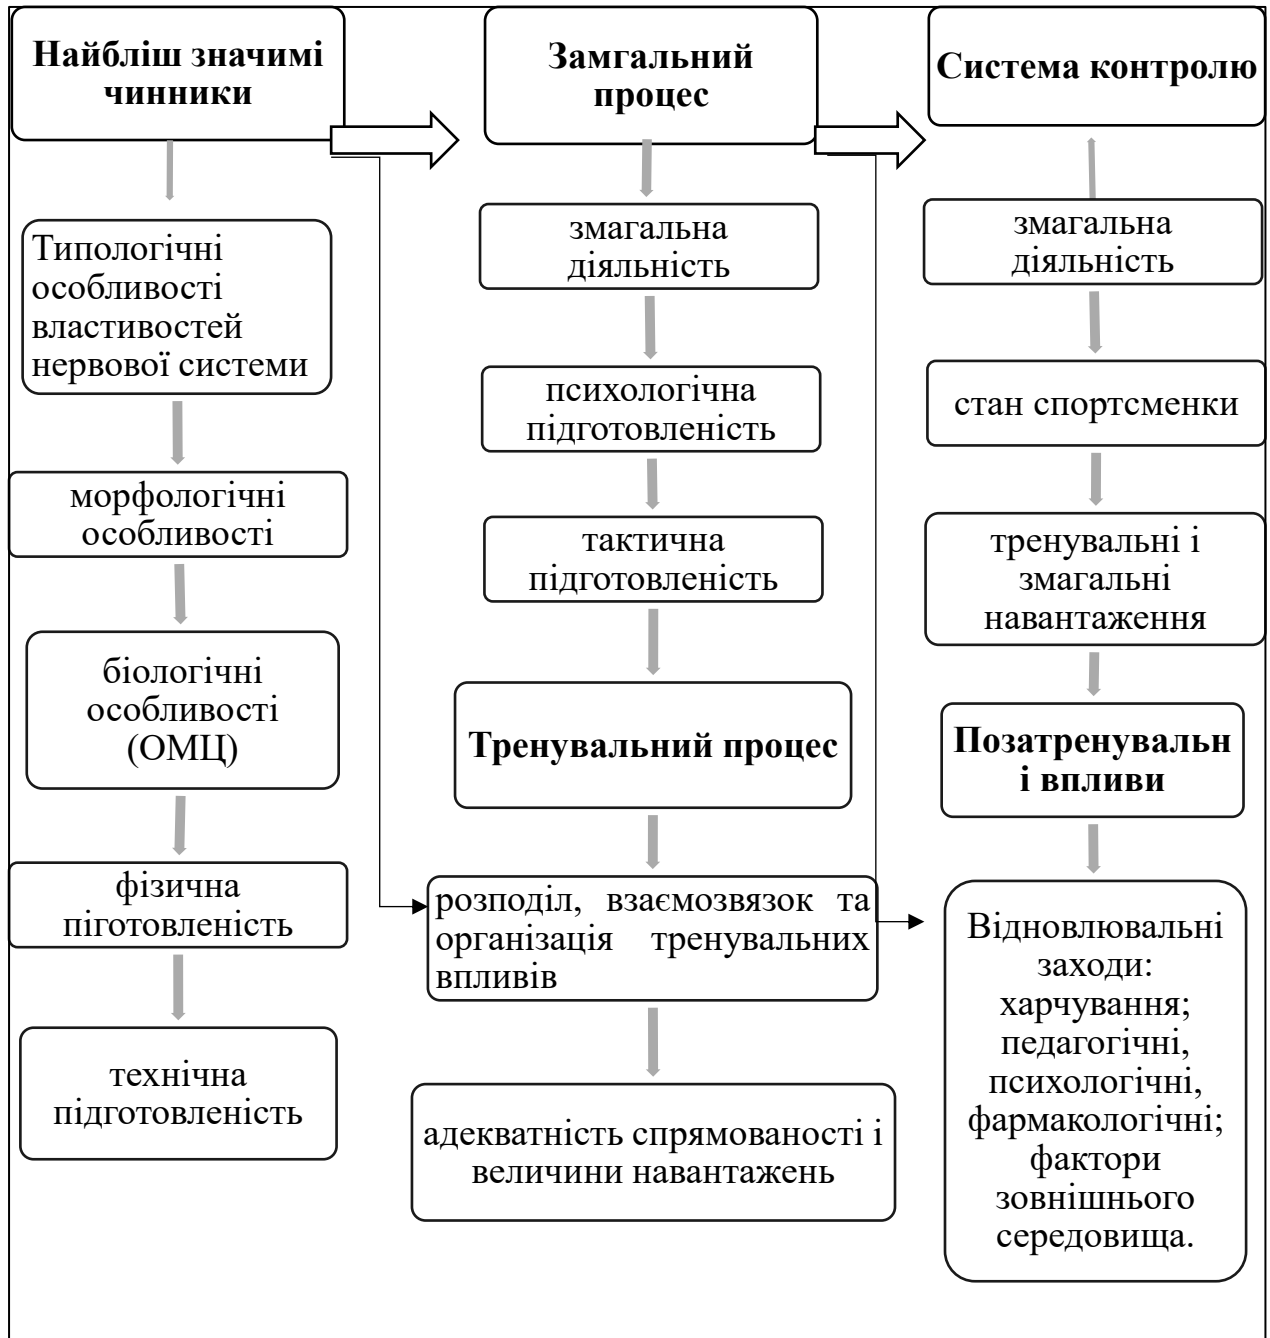 Найбліш значимі
чинники
Типологічні
особливості
властивостей
нервової системи
морфологічні
особливості
біологічні
особливості
(ОМЦ)
фізична
піготовленість
технічна
підготовленість
Замгальний
процес
змагальна
діяльність
психологічна
підготовленість
тактична
підготовленість
Тренувальний процес
розподіл, взаємозвязок та
організація тренувальних
впливів
адекватність спрямованості і
величини навантажень
Система контролю
змагальна
діяльність
стан спортсменки
тренувальні і
змагальні
навантаження
Позатренувальн
і впливи
Відновлювальні
заходи:
харчування;
педагогічні,
психологічні,
фармакологічні;
фактори
зовнішнього
середовища.